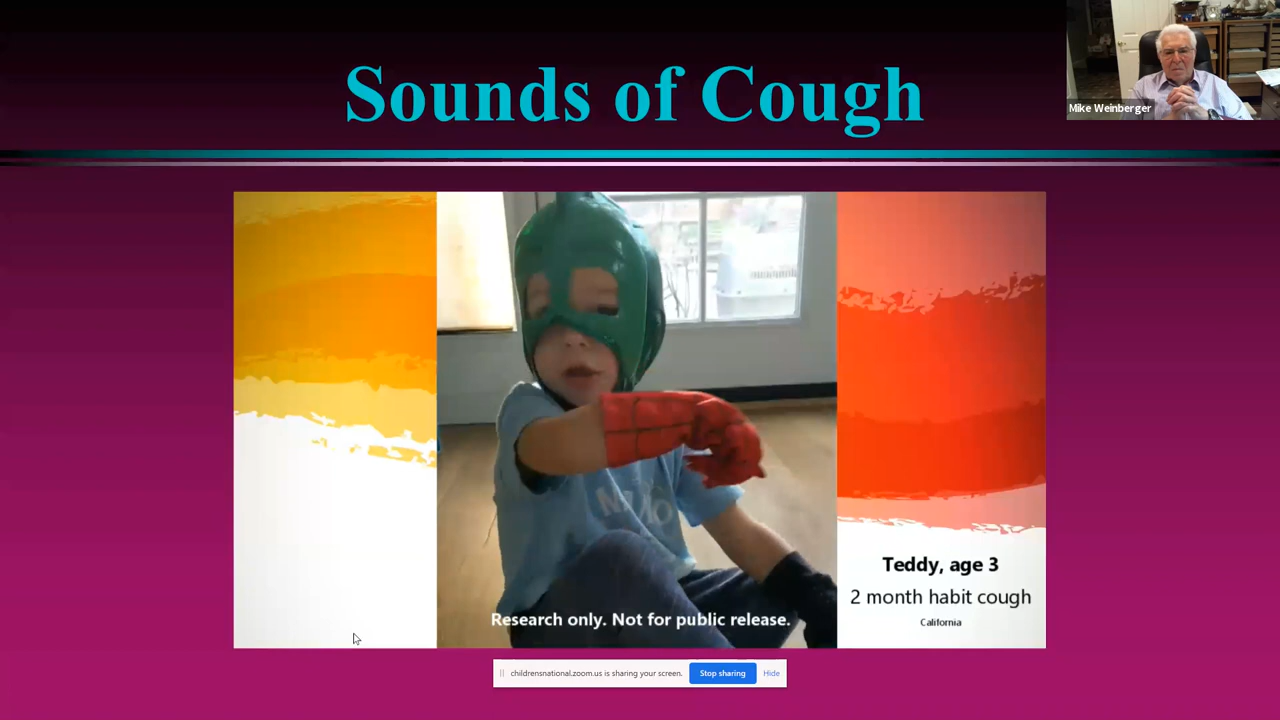 Sounds of Cough
Mike Weinberger
Research only. Not for public release.
Teddy, age 3
2 month habit cough
California
childrensnational.zoom.us is sharing your screen.
Stop sharing
Hide